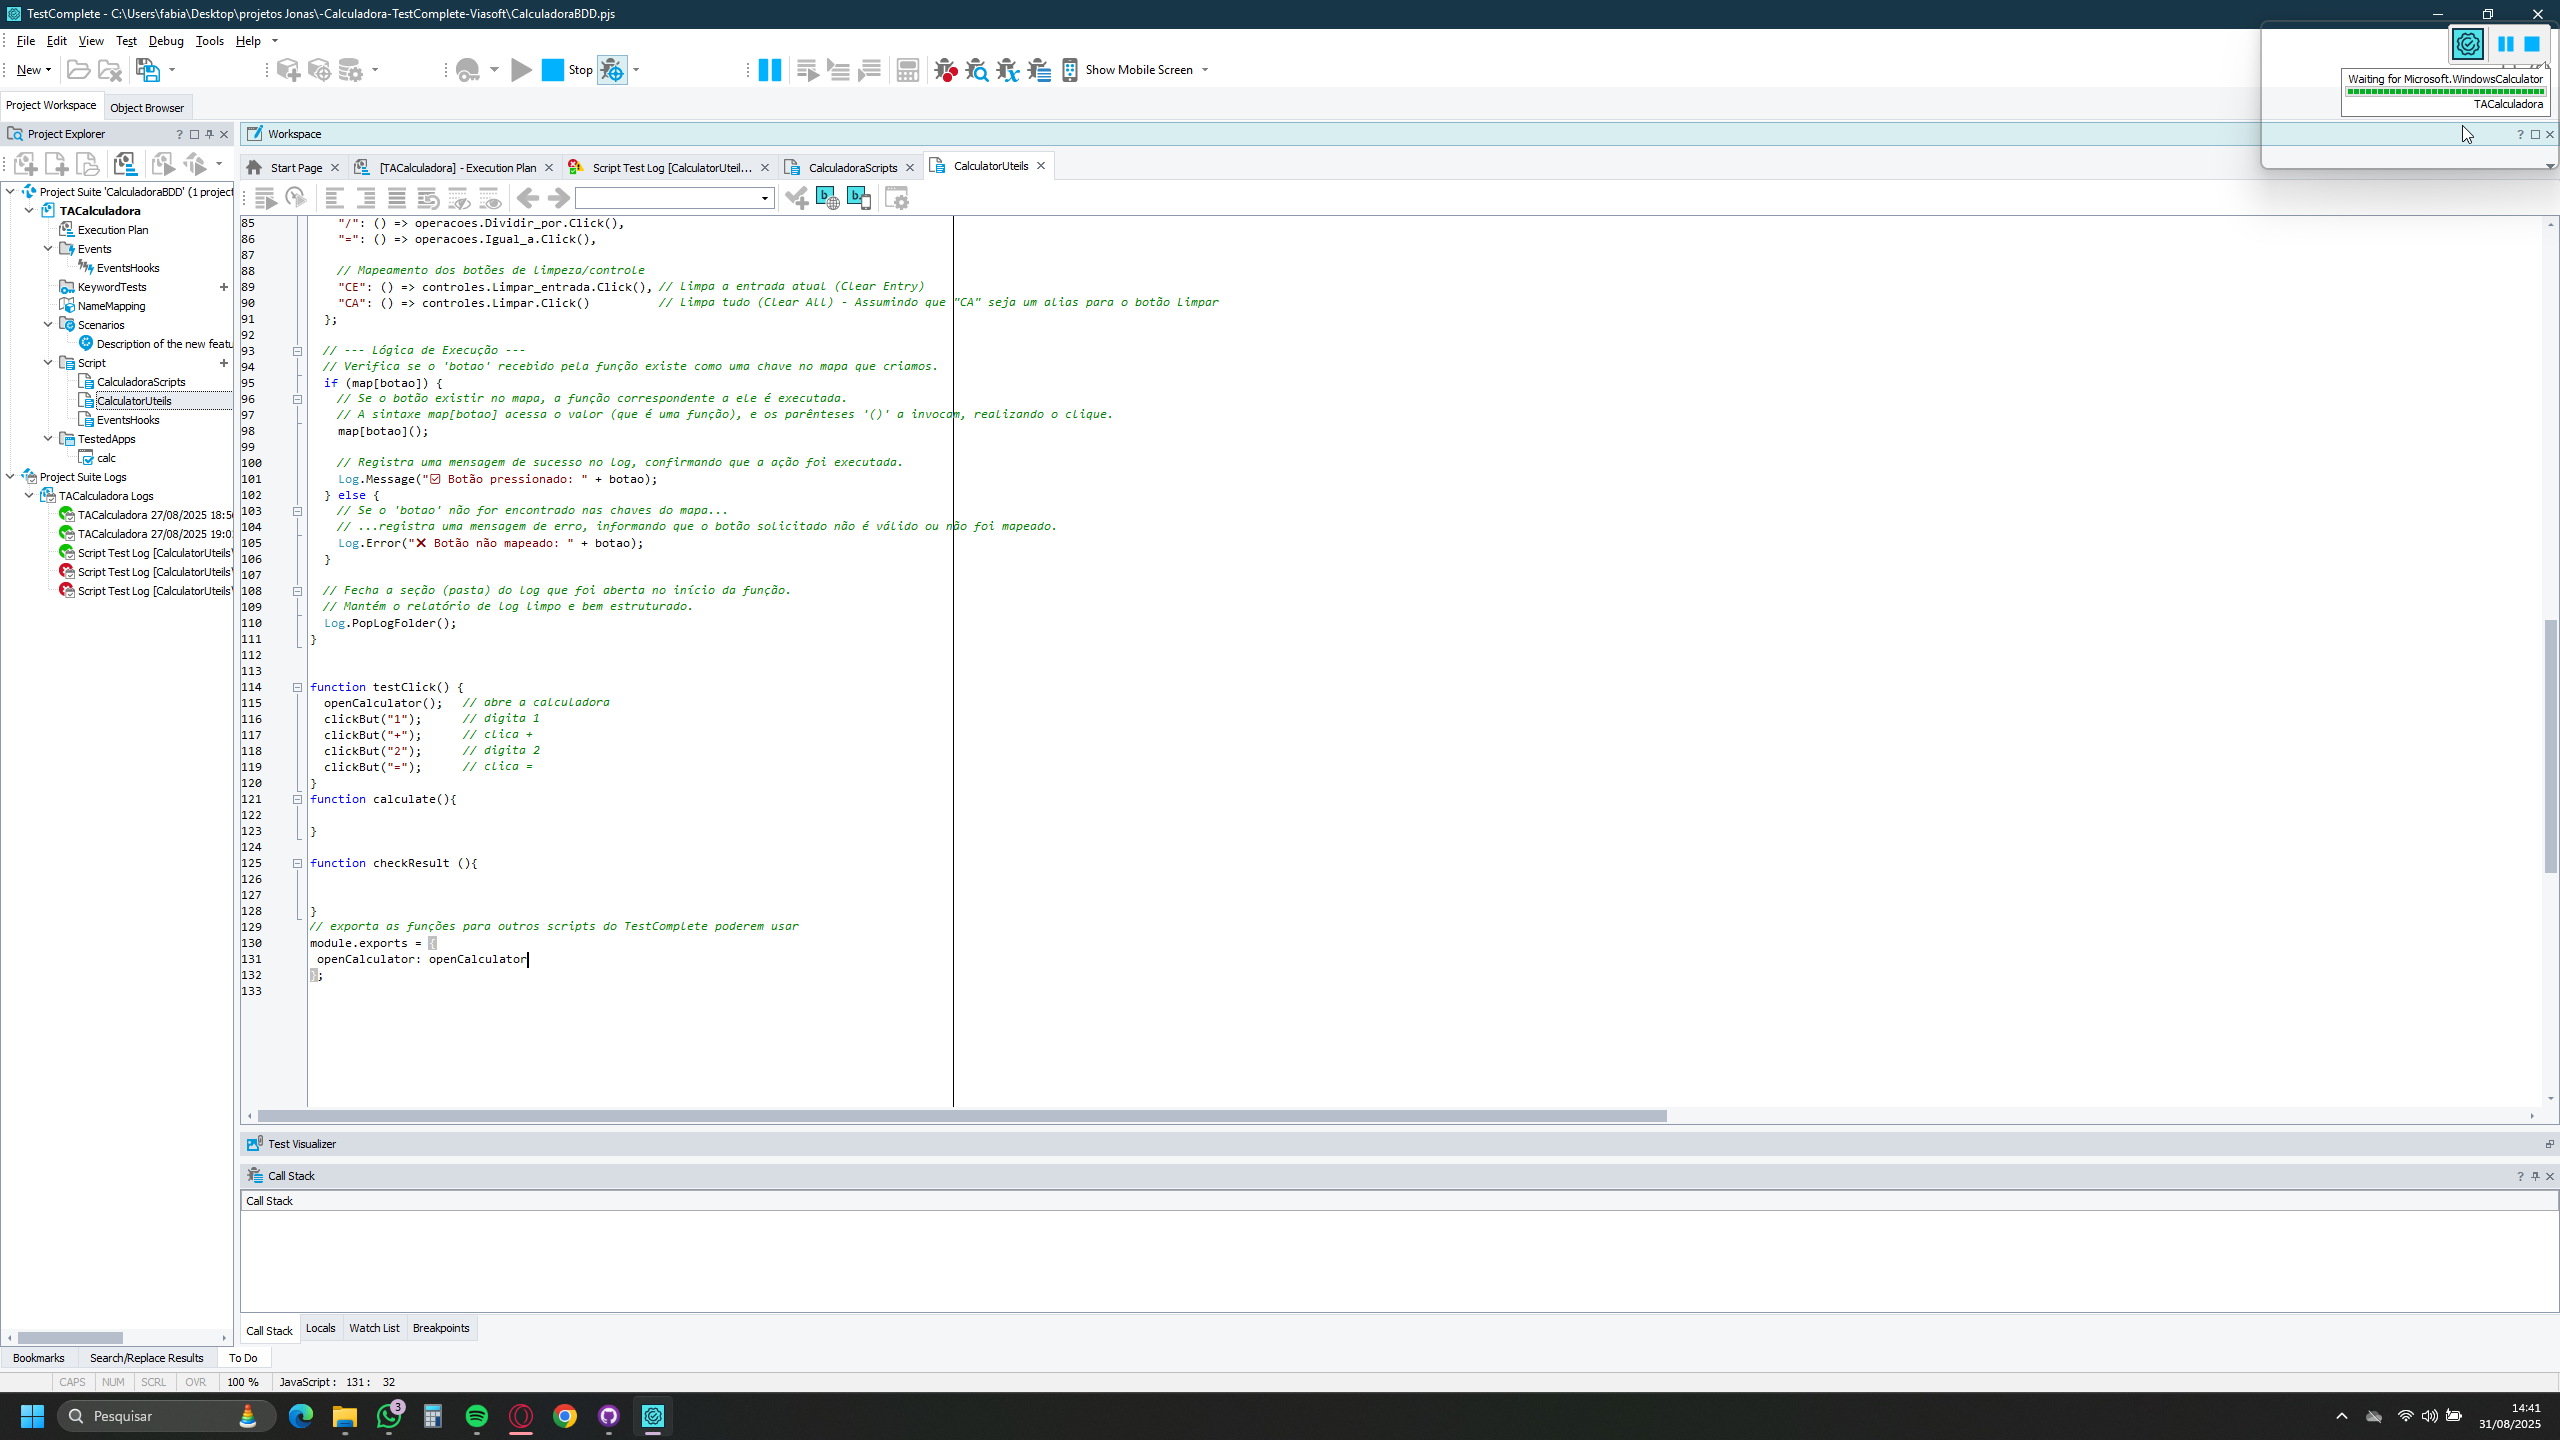 TestComplete - C:\Users\fabia\Desktop\projetos Jonas\-Calculadora-TestComplete-Viasoft\CalculadoraBDD.pjs
File Edit View Test Debug Tools Help
New Stop Show Mobile Screen
Waiting for Microsoft.WindowsCalculator
TACalculadora
Project Workspace Object Browser
Project Explorer
Workspace
Start Page [TACalculadora] - Execution Plan Script Test Log [CalculatorUteil... CalculadoraScripts CalculatorUteils
Project Suite 'CalculadoraBDD' (1 project
TACalculadora
Execution Plan
Events
EventsHooks
KeywordTests
NameMapping
Scenarios
Description of the new featu
Script
CalculadoraScripts
CalculatorUteils
EventsHooks
TestedApps
calc
Project Suite Logs
TACalculadora Logs
TACalculadora 27/08/2025 18:5
TACalculadora 27/08/2025 19:0
Script Test Log [CalculatorUteils\
Script Test Log [CalculatorUteils\
Script Test Log [CalculatorUteils\
85 "/": () => operacoes.Dividir_por.Click(),
86 "=": () => operacoes.Igual_a.Click(),
87
88 // Mapeamento dos botões de limpeza/controle
89 "CE": () => controles.Limpar_entrada.Click(), // Limpa a entrada atual (Clear Entry)
90 "CA": () => controles.Limpar.Click() // Limpa tudo (Clear All) - Assumindo que "CA" seja um alias para o botão Limpar
91 };
92
93 // --- Lógica de Execução ---
94 // Verifica se o 'botao' recebido pela função existe como uma chave no mapa que criamos.
95 if (map[botao]) {
96 // Se o botão existir no mapa, a função correspondente a ele é executada.
97 // A sintaxe map[botao] acessa o valor (que é uma função), e os parênteses '()' a invocam, realizando o clique.
98 map[botao]();
99
100 // Registra uma mensagem de sucesso no log, confirmando que a ação foi executada.
101 Log.Message("☑ Botão pressionado: " + botao);
102 } else {
103 // Se o 'botao' não for encontrado nas chaves do mapa...
104 // ...registra uma mensagem de erro, informando que o botão solicitado não é válido ou não foi mapeado.
105 Log.Error("❌ Botão não mapeado: " + botao);
106 }
107
108 // Fecha a seção (pasta) do log que foi aberta no início da função.
109 // Mantém o relatório de log limpo e bem estruturado.
110 Log.PopLogFolder();
111 }
112
113
114 function testClick() {
115 openCalculator(); // abre a calculadora
116 clickBut("1"); // digita 1
117 clickBut("+"); // clica +
118 clickBut("2"); // digita 2
119 clickBut("="); // clica =
120 }
121 function calculate(){
122
123 }
124
125 function checkResult (){
126
127
128 }
129 // exporta as funções para outros scripts do TestComplete poderem usar
130 module.exports = {
131 openCalculator: openCalculator
132 };
133
Test Visualizer
Call Stack
Call Stack
Call Stack Locals Watch List Breakpoints
Bookmarks Search/Replace Results To Do
CAPS NUM SCRL OVR 100 % JavaScript: 131: 32
Pesquisar
3
14:41
31/08/2025